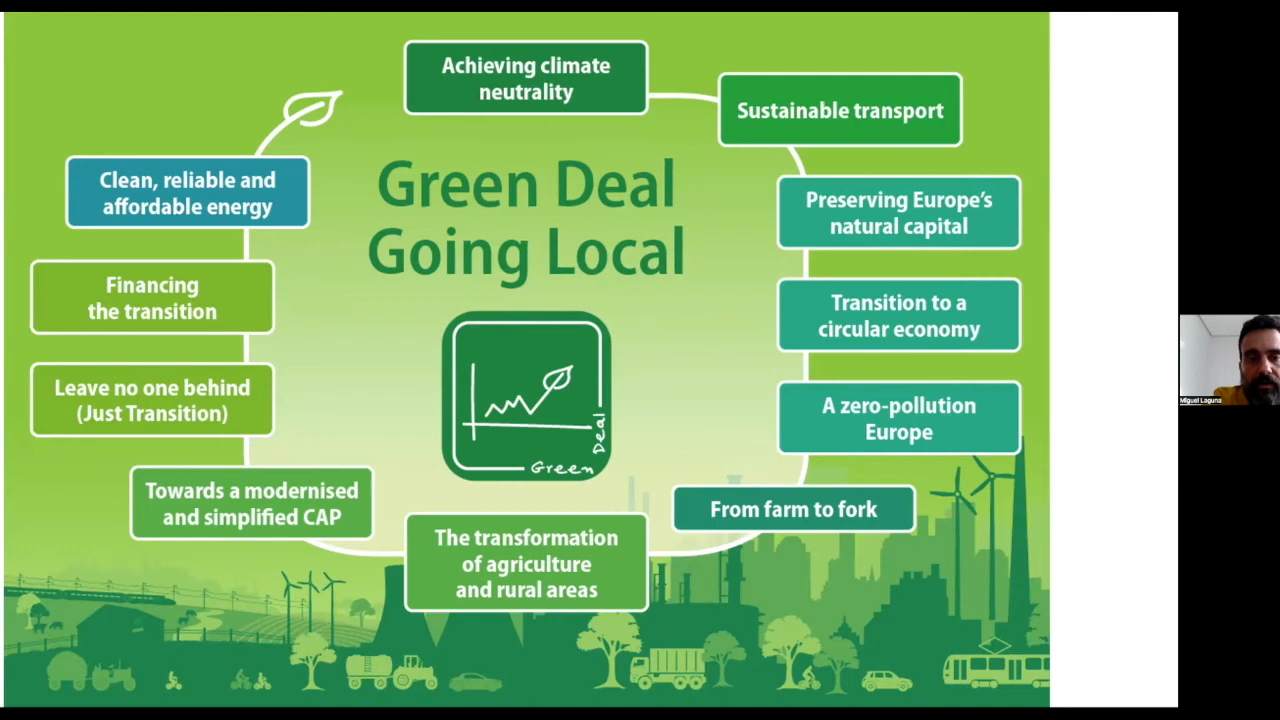 Achieving climate
neutrality
Sustainable transport
Clean, reliable and
affordable energy
Green Deal
Going Local
Preserving Europe's
natural capital
Financing
the transition
Transition to a
circular economy
Leave no one behind
(Just Transition)
A zero-pollution
Europe
Green
Deal
Towards a modernised
and simplified CAP
From farm to fork
The transformation
of agriculture
and rural areas
Miguel Laguna